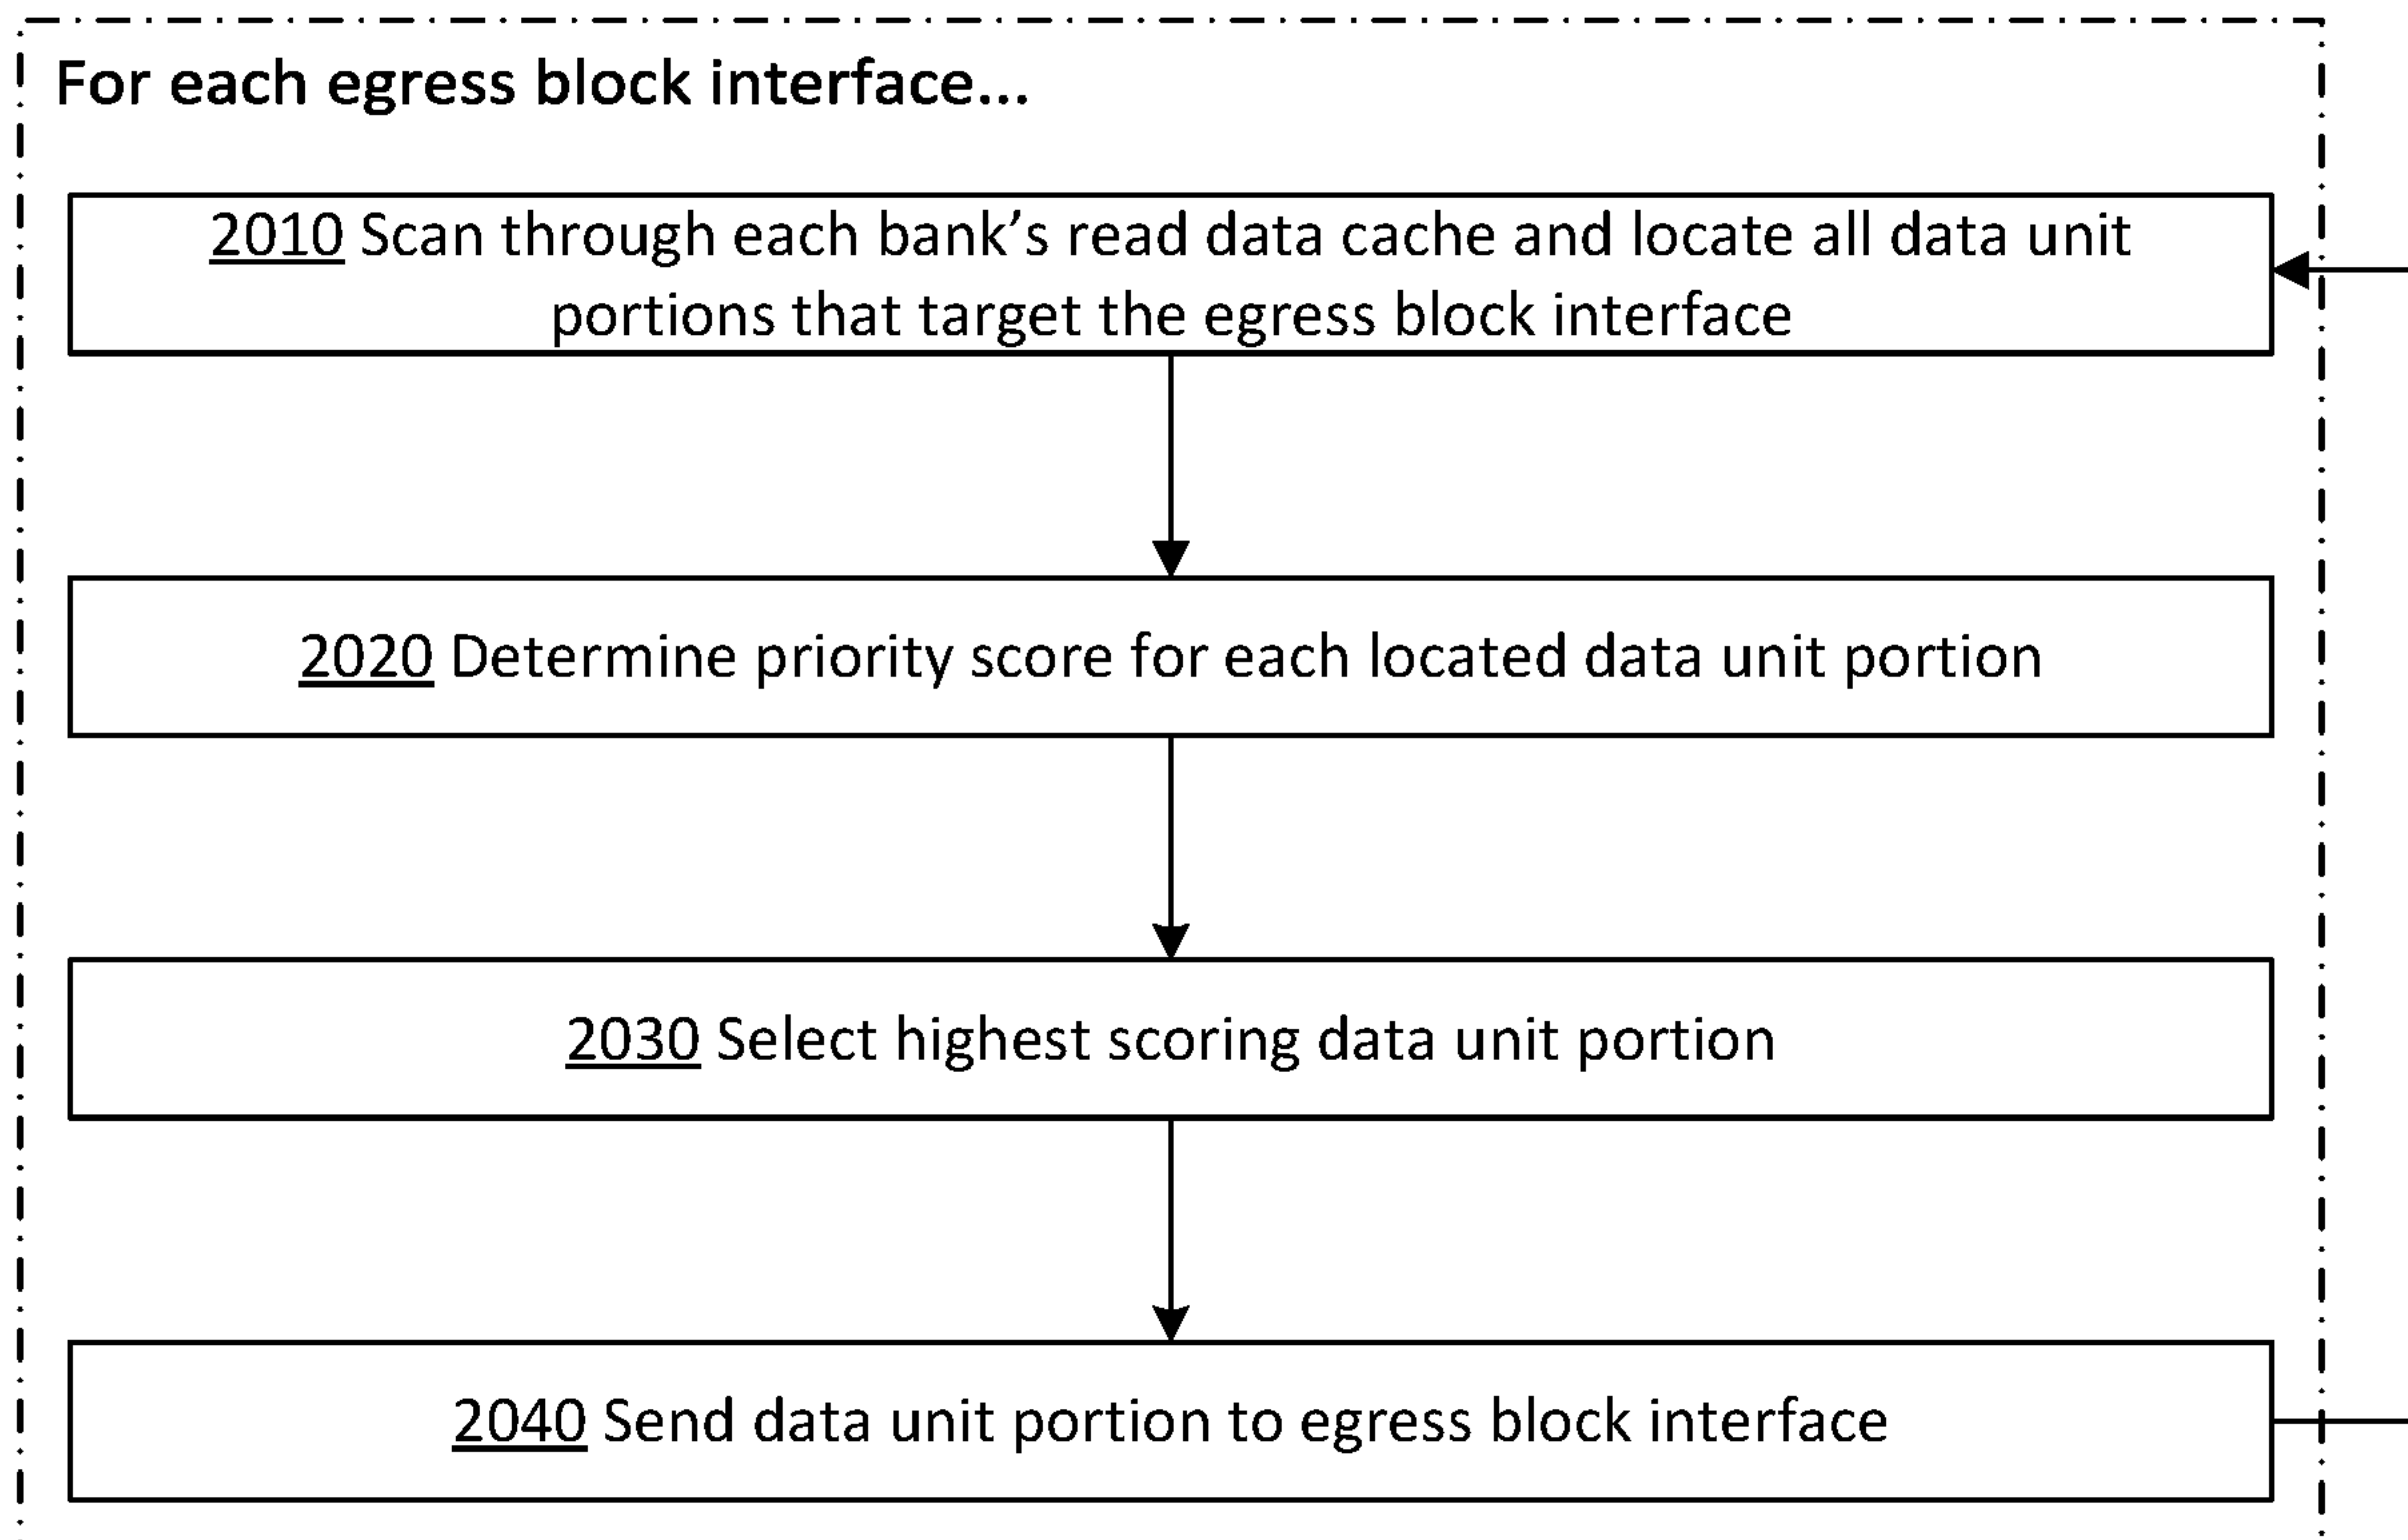 For each egress block interface...
2010 Scan through each bank’s read data cache and locate all data unit
portions that target the egress block interface
2020 Determine priority score for each located data unit portion
2030 Select highest scoring data unit portion
2040 Send data unit portion to egress block interface